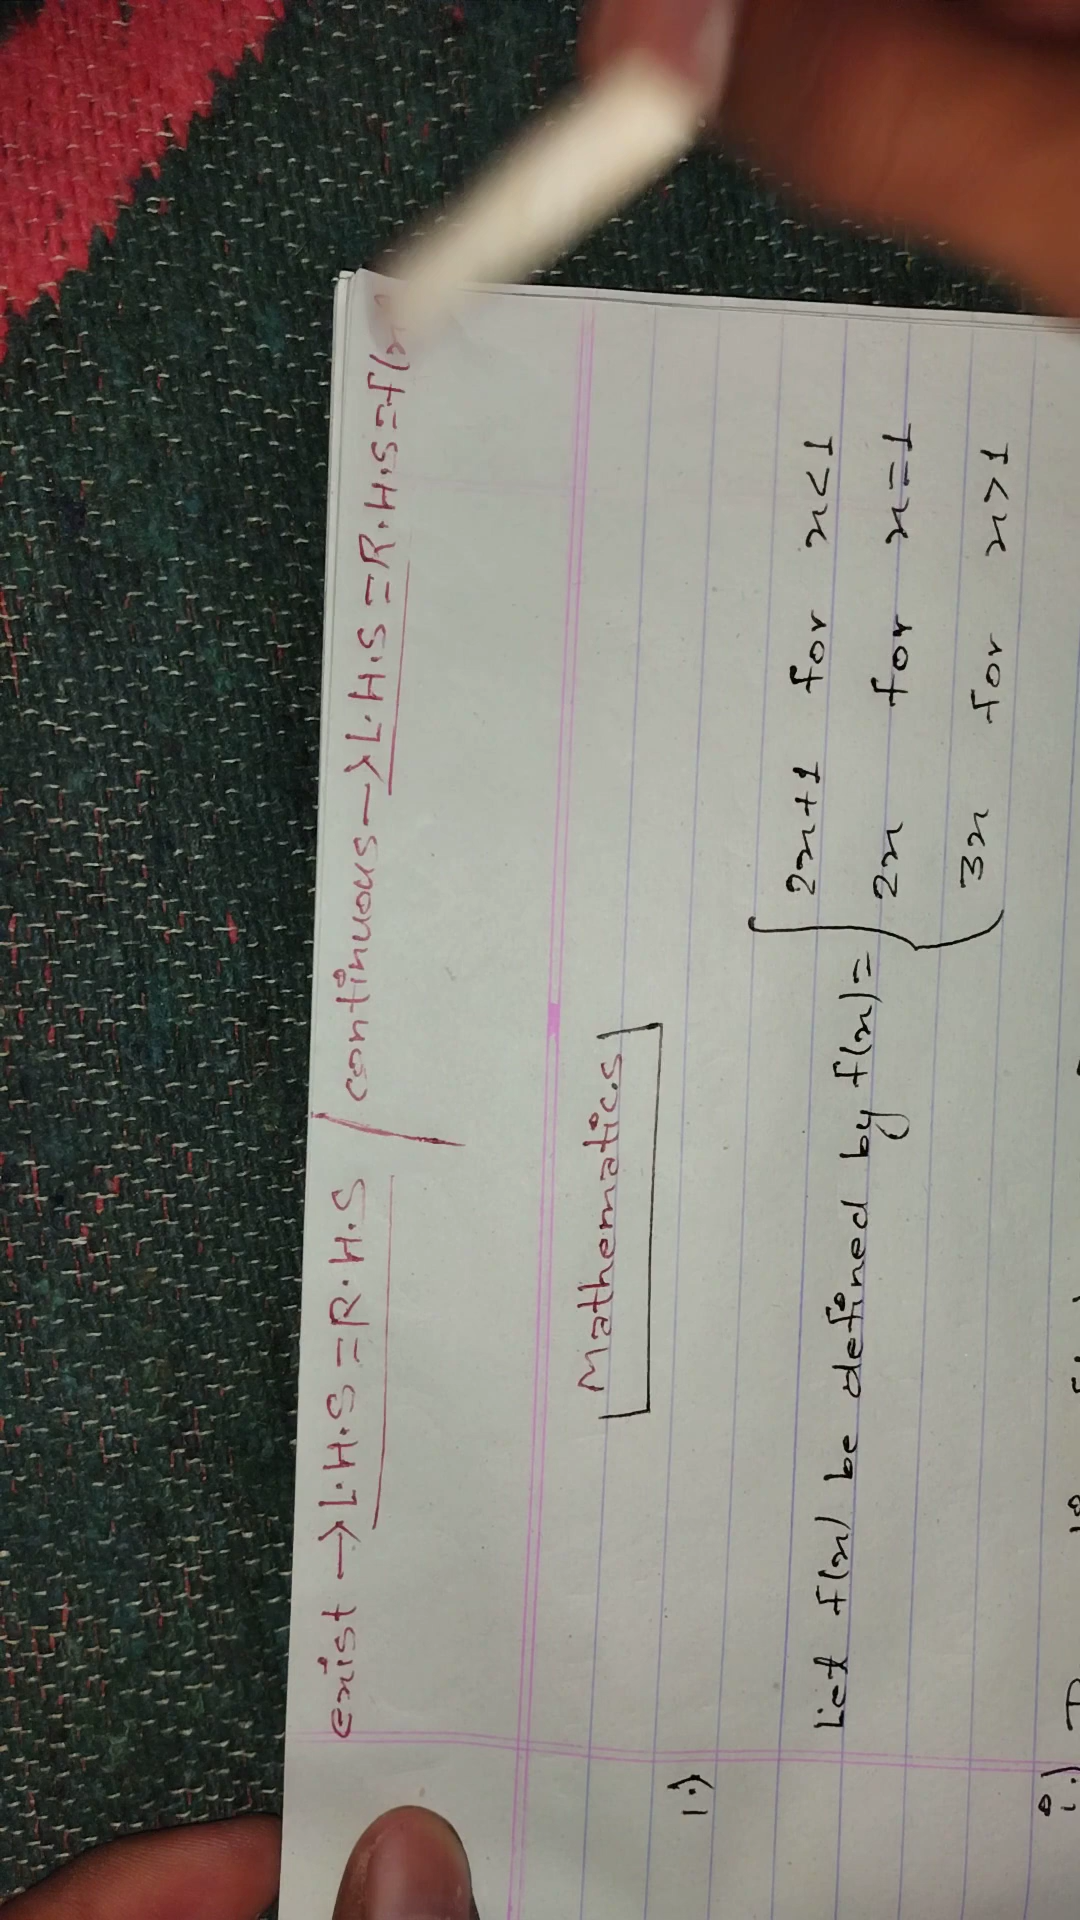 exist → L.H.S = R.H.S / continuous → L.H.S = R.H.S = f(x
Mathematics
1.)
Let f(x) be defined by f(x) = { 2x+1 for x<1
2x for x=1
3x for x>1
i.)